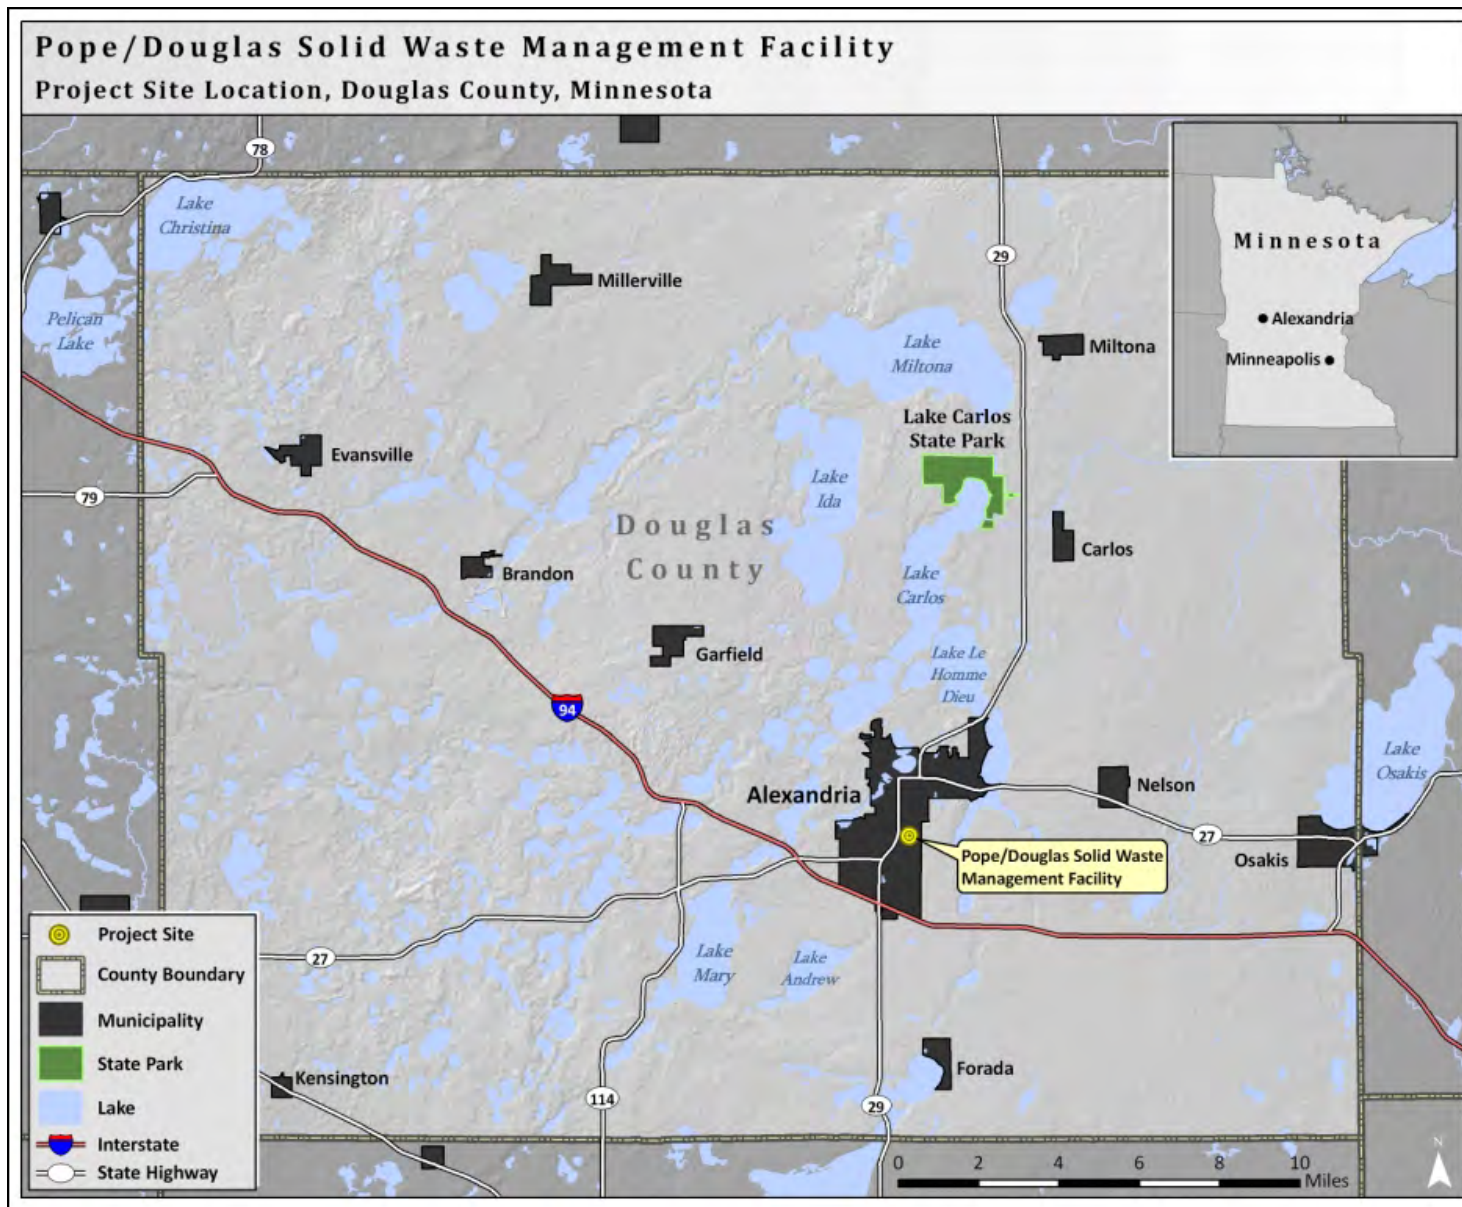 Pope/Douglas Solid Waste Management Facility
Project Site Location, Douglas County, Minnesota
78
Lake
Christina
29
Minnesota
Alexandria
Minneapolis
Millerville
Pelican
Lake
Lake
Miltona
Miltona
Lake Carlos
State Park
Evansville
79
Lake
Ida
Douglas
County
Carlos
Brandon
Lake
Carlos
Garfield
Lake Le
Homme
Dieu
94
Lake
Osakis
Alexandria
Nelson
27
Osakis
Pope/Douglas Solid Waste
Management Facility
27
Lake
Mary
Lake
Andrew
Forada
Kensington
114
29
Project Site
County Boundary
Municipality
State Park
Lake
Interstate
State Highway
0 2 4 6 8 10
Miles
N